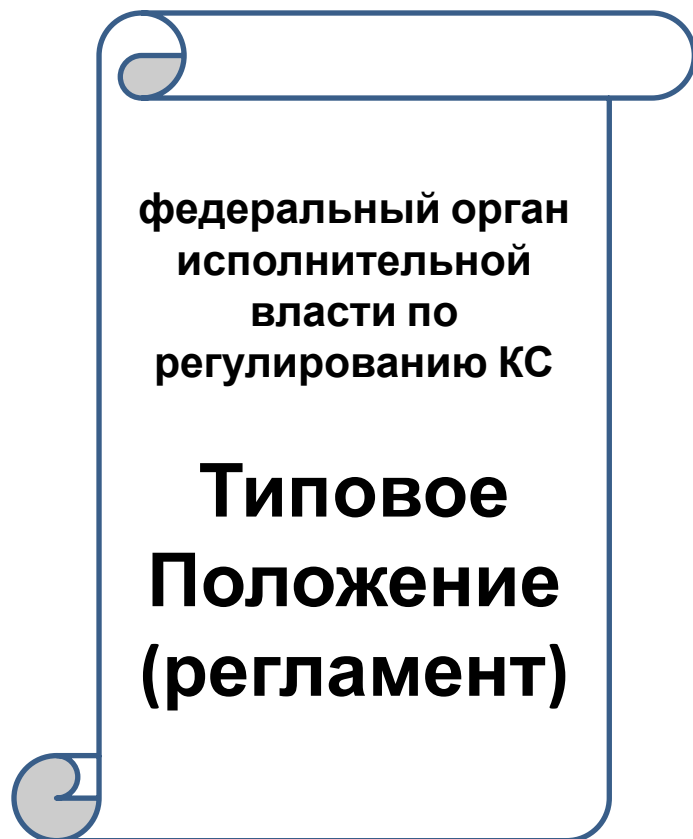 федеральный орган
исполнительной
власти по
регулированию КС
Типовое
Положение
(регламент)